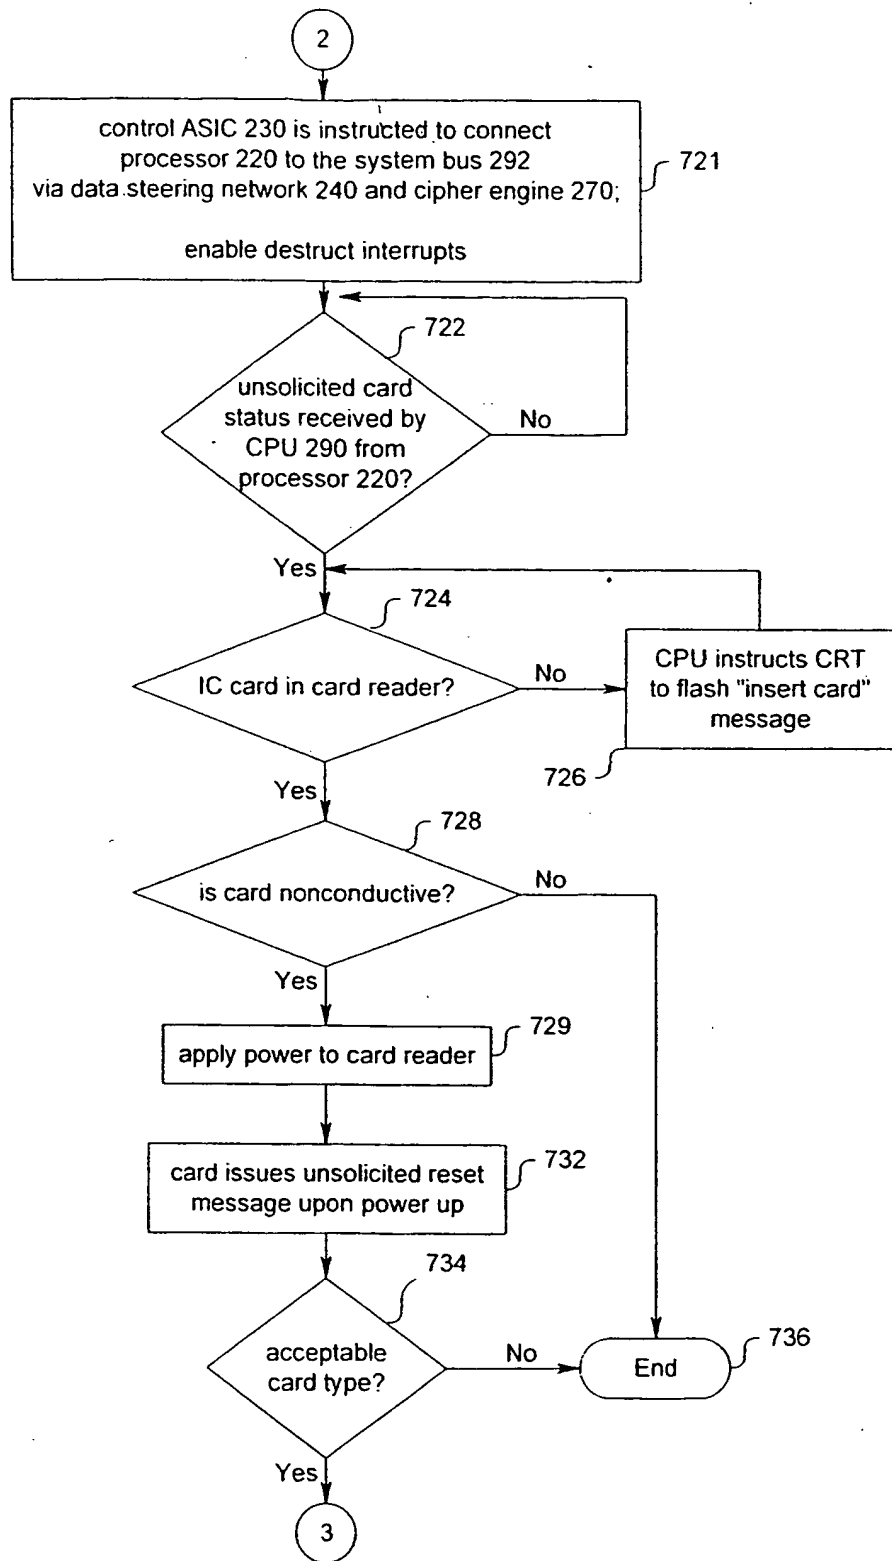 2
control ASIC 230 is instructed to connect
processor 220 to the system bus 292
via data steering network 240 and cipher engine 270;
enable destruct interrupts
721
722
unsolicited card
status received by
CPU 290 from
processor 220?
No
Yes
724
IC card in card reader?
No
CPU instructs CRT
to flash "insert card"
message
726
Yes
728
is card nonconductive?
No
Yes
729
apply power to card reader
732
card issues unsolicited reset
message upon power up
734
acceptable
card type?
No
End
736
Yes
3